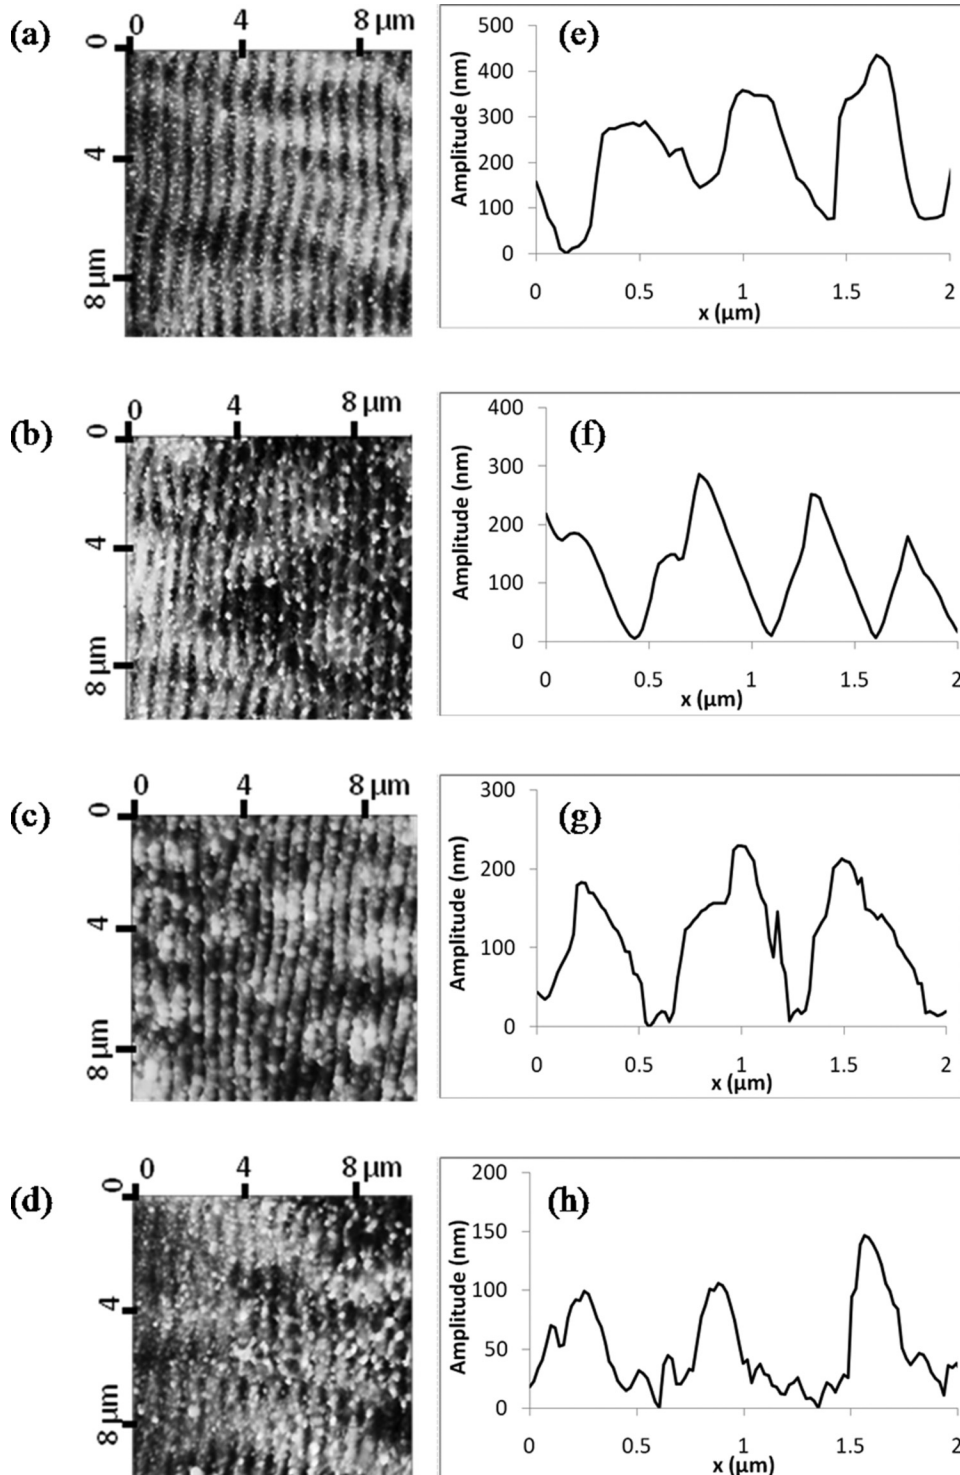 (a)
0 4 8 μm
0
4
8 μm
(e)
Amplitude (nm)
500
400
300
200
100
0
0 0.5 1 1.5 2
x (μm)
(b)
0 4 8 μm
0
4
8 μm
(f)
Amplitude (nm)
400
300
200
100
0
0 0.5 1 1.5 2
x (μm)
(c)
0 4 8 μm
0
4
8 μm
(g)
Amplitude (nm)
300
200
100
0
0 0.5 1 1.5 2
x (μm)
(d)
0 4 8 μm
0
4
8 μm
(h)
Amplitude (nm)
200
150
100
50
0
0 0.5 1 1.5 2
x (μm)